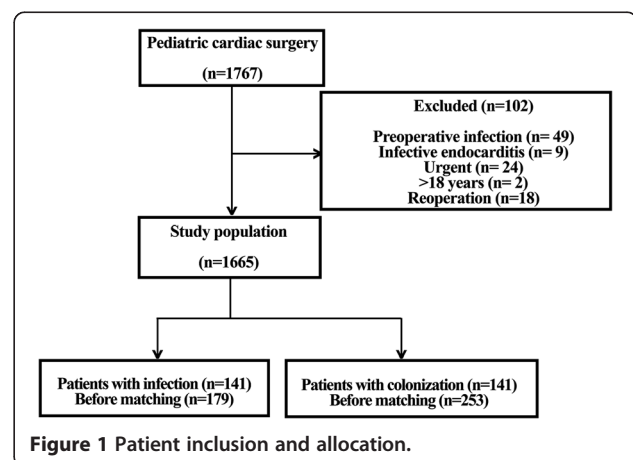 Pediatric cardiac surgery
(n=1767)
Excluded (n=102)
Preoperative infection (n= 49)
Infective endocarditis (n= 9)
Urgent (n= 24)
>18 years (n= 2)
Reoperation (n=18)
Study population
(n=1665)
Patients with infection (n=141)
Before matching (n=179)
Patients with colonization (n=141)
Before matching (n=253)
Figure 1 Patient inclusion and allocation.